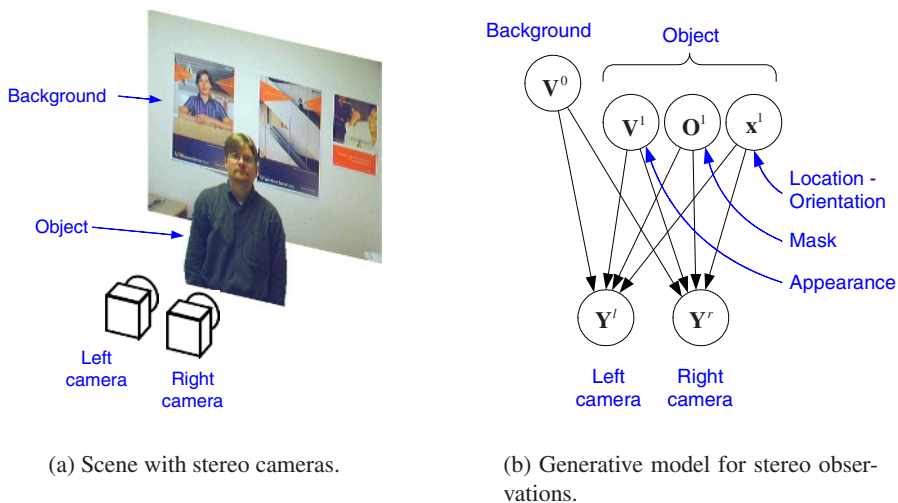 Background
Object
Left
camera
Right
camera
(a) Scene with stereo cameras.
Background
Object
V⁰
V¹
O¹
x¹
Location -
Orientation
Mask
Appearance
Yˡ
Yʳ
Left
camera
Right
camera
(b) Generative model for stereo obser-
vations.